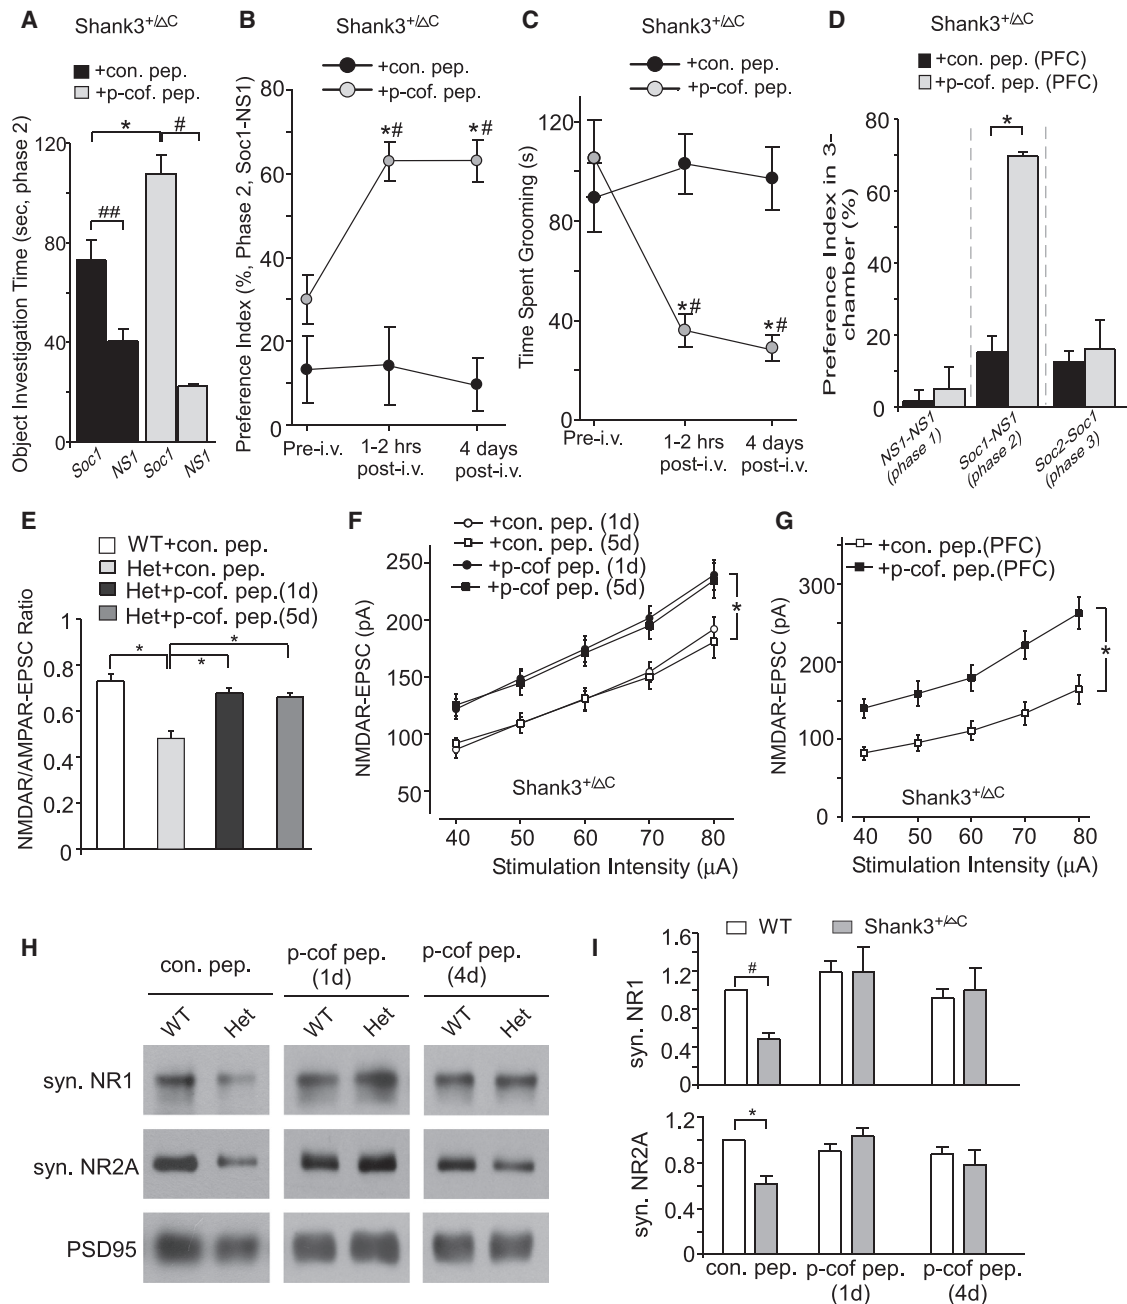 A
Shank3+/△C
+con. pep.
+p-cof. pep.
Object Investigation Time (sec, phase 2)
120
80
40
0
*
#
##
Soc1
NS1
Soc1
NS1
B
Shank3+/△C
+con. pep.
+p-cof. pep.
Preference Index (%, Phase 2, Soc1-NS1)
80
60
40
20
0
*#
*#
Pre-i.v.
1-2 hrs
post-i.v.
4 days
post-i.v.
C
Shank3+/△C
+con. pep.
+p-cof. pep.
Time Spent Grooming (s)
120
80
40
0
*#
*#
Pre-i.v.
1-2 hrs
post-i.v.
4 days
post-i.v.
D
Shank3+/△C
+con. pep. (PFC)
+p-cof. pep. (PFC)
Preference Index in 3-
chamber (%)
80
60
40
20
0
*
NS1-NS1
(phase 1)
Soc1-NS1
(phase 2)
Soc2-Soc1
(phase 3)
E
WT+con. pep.
Het+con. pep.
Het+p-cof. pep.(1d)
Het+p-cof. pep.(5d)
NMDAR/AMPAR-EPSC Ratio
1
0.8
0.6
0.4
0.2
0
*
*
*
F
+con. pep. (1d)
+con. pep. (5d)
+p-cof pep. (1d)
+p-cof pep. (5d)
NMDAR-EPSC (pA)
250
200
150
100
50
*
Shank3+/△C
40 50 60 70 80
Stimulation Intensity (μA)
G
+con. pep.(PFC)
+p-cof. pep.(PFC)
NMDAR-EPSC (pA)
300
200
100
0
*
Shank3+/△C
40 50 60 70 80
Stimulation Intensity (μA)
H
con. pep.
p-cof pep.
(1d)
p-cof pep.
(4d)
WT Het WT Het WT Het
syn. NR1
syn. NR2A
PSD95
I
WT
Shank3+/△C
syn. NR1
1.6
1.2
0.8
0.4
0
#
syn. NR2A
1.2
0.8
0.4
0
*
con. pep.
p-cof pep.
(1d)
p-cof pep.
(4d)